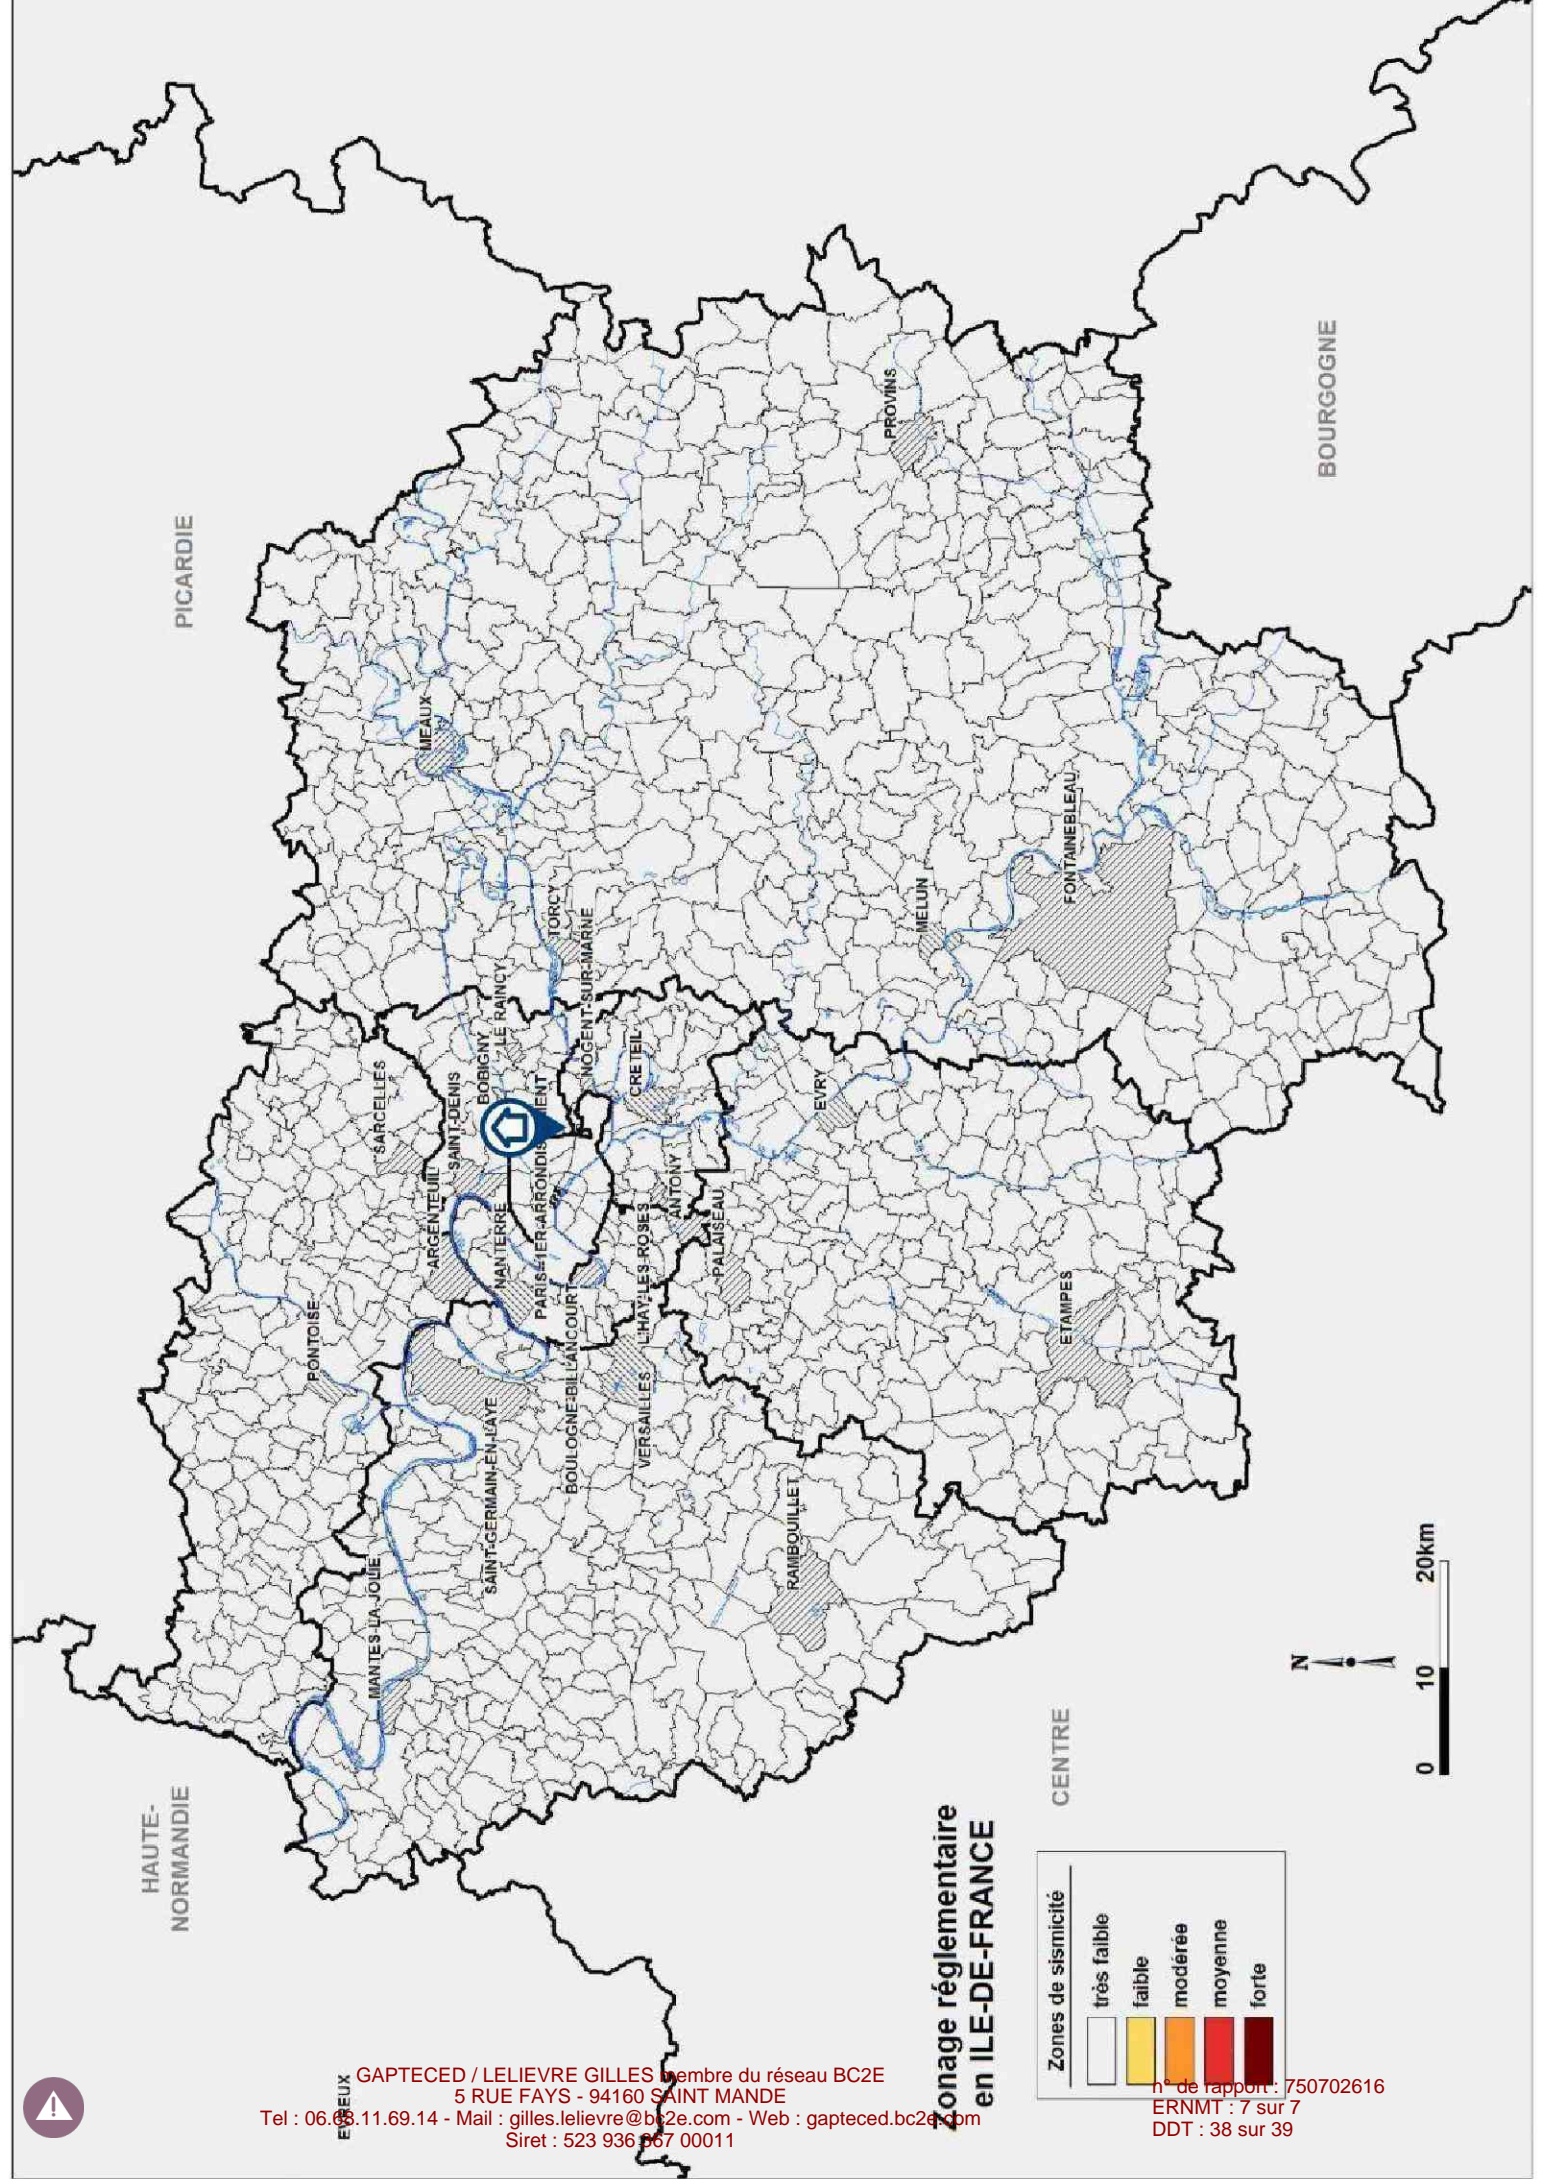 HAUTE-
NORMANDIE
PICARDIE
BOURGOGNE
CENTRE
EVREUX
MANTES-LA-JOLIE
PONTOISE
SARCELLES
ARGENTEUIL
SAINT-DENIS
BOBIGNY
LE RAINCY
MEAUX
SAINT-GERMAIN-EN-LAYE
NANTERRE
TORCY
NOGENT-SUR-MARNE
BOULOGNE-BILLANCOURT
VERSAILLES
L'HAY-LES-ROSES
ANTONY
CRETEIL
PALAISEAU
EVRY
PROVINS
MELUN
FONTAINEBLEAU
RAMBOUILLET
ETAMPES
Zonage réglementaire
en ILE-DE-FRANCE
Zones de sismicité
très faible
faible
modérée
moyenne
forte
N
0 10 20km
GAPTECED / LELIEVRE GILLES membre du réseau BC2E
5 RUE FAYS - 94160 SAINT MANDE
Tel : 06.68.11.69.14 - Mail : gilles.lelievre@bc2e.com - Web : gapteced.bc2e.com
Siret : 523 936 00011
n° de rapport : 750702616
ERNMT : 7 sur 7
DDT : 38 sur 39